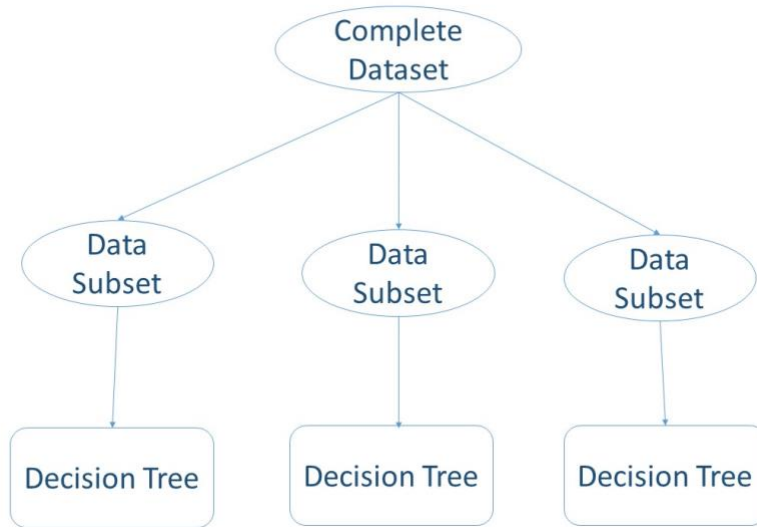 Complete
Dataset
Data
Subset
Data
Subset
Data
Subset
Decision Tree
Decision Tree
Decision Tree